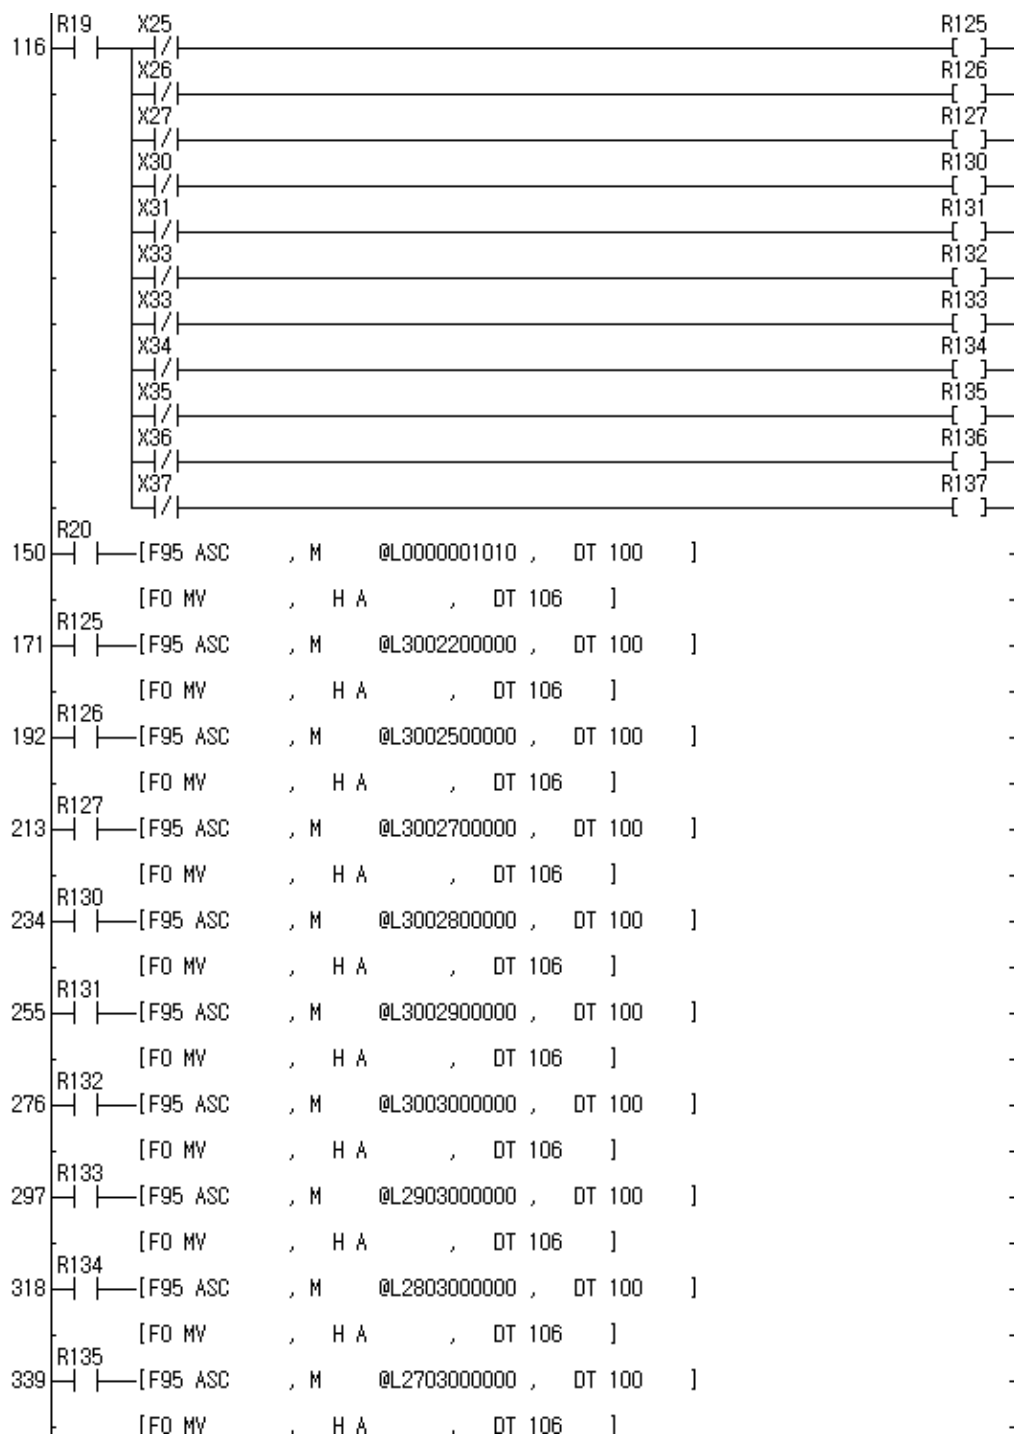 R19 X25 R125
116
X26 R126
X27 R127
X30 R130
X31 R131
X33 R132
X33 R133
X34 R134
X35 R135
X36 R136
X37 R137
R20
150 [F95 ASC , M @L0000001010 , DT 100 ]
[F0 MV , H A , DT 106 ]
R125
171 [F95 ASC , M @L3002200000 , DT 100 ]
[F0 MV , H A , DT 106 ]
R126
192 [F95 ASC , M @L3002500000 , DT 100 ]
[F0 MV , H A , DT 106 ]
R127
213 [F95 ASC , M @L3002700000 , DT 100 ]
[F0 MV , H A , DT 106 ]
R130
234 [F95 ASC , M @L3002800000 , DT 100 ]
[F0 MV , H A , DT 106 ]
R131
255 [F95 ASC , M @L3002900000 , DT 100 ]
[F0 MV , H A , DT 106 ]
R132
276 [F95 ASC , M @L3003000000 , DT 100 ]
[F0 MV , H A , DT 106 ]
R133
297 [F95 ASC , M @L2903000000 , DT 100 ]
[F0 MV , H A , DT 106 ]
R134
318 [F95 ASC , M @L2803000000 , DT 100 ]
[F0 MV , H A , DT 106 ]
R135
339 [F95 ASC , M @L2703000000 , DT 100 ]
[F0 MV , H A , DT 106 ]